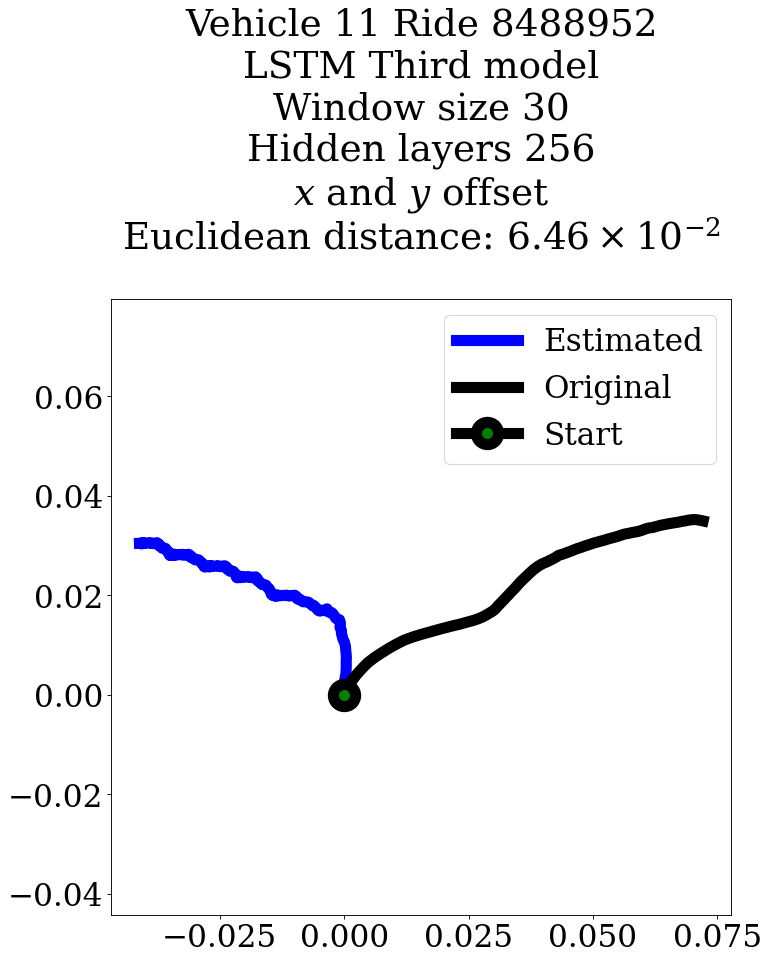 Vehicle 11 Ride 8488952
LSTM Third model
Window size 30
Hidden layers 256
x and y offset
Euclidean distance: 6.46 × 10⁻²
Estimated
Original
Start
0.06
0.04
0.02
0.00
−0.02
−0.04
−0.025 0.000 0.025 0.050 0.075